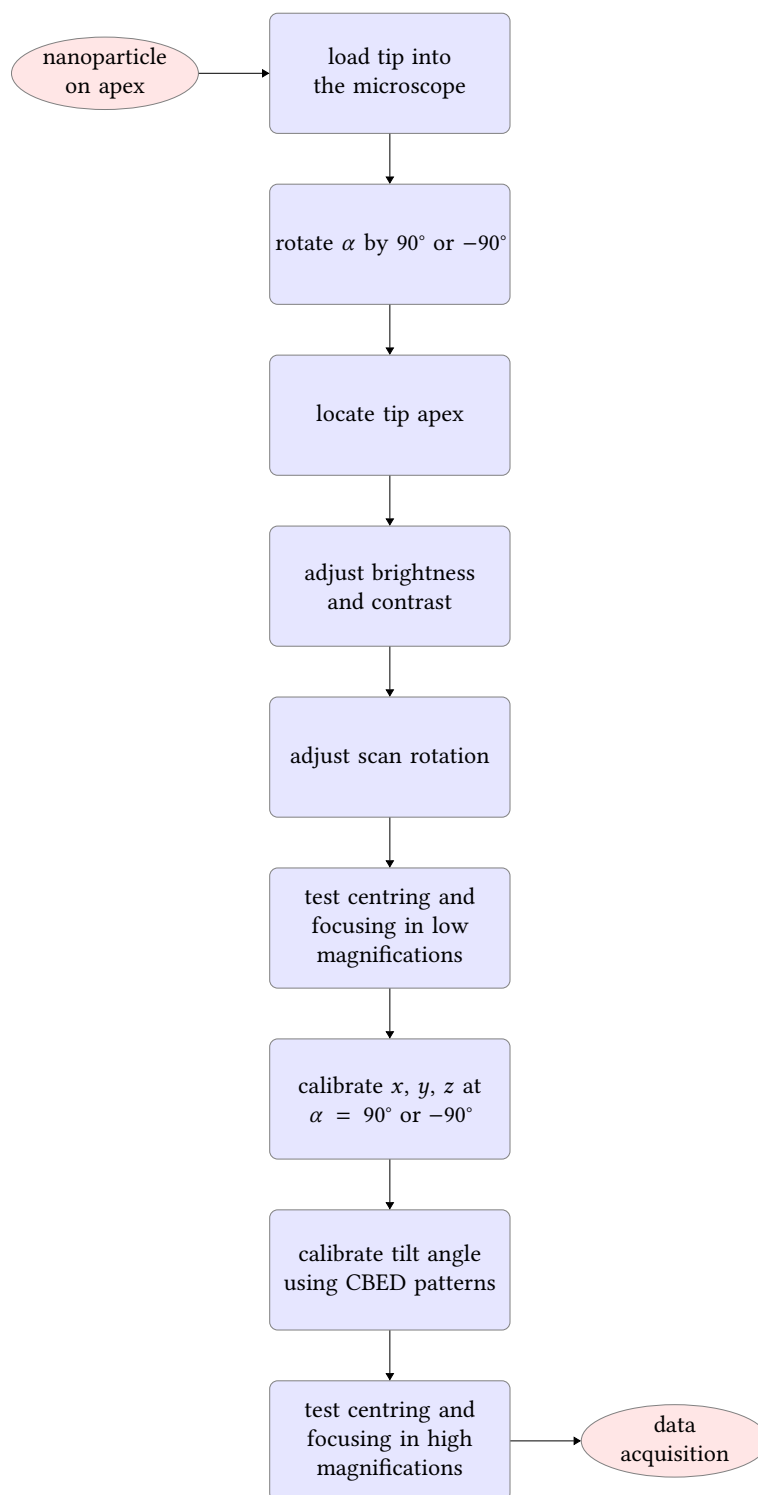 nanoparticle
on apex
load tip into
the microscope
rotate α by 90° or −90°
locate tip apex
adjust brightness
and contrast
adjust scan rotation
test centring and
focusing in low
magnifications
calibrate x, y, z at
α = 90° or −90°
calibrate tilt angle
using CBED patterns
test centring and
focusing in high
magnifications
data
acquisition